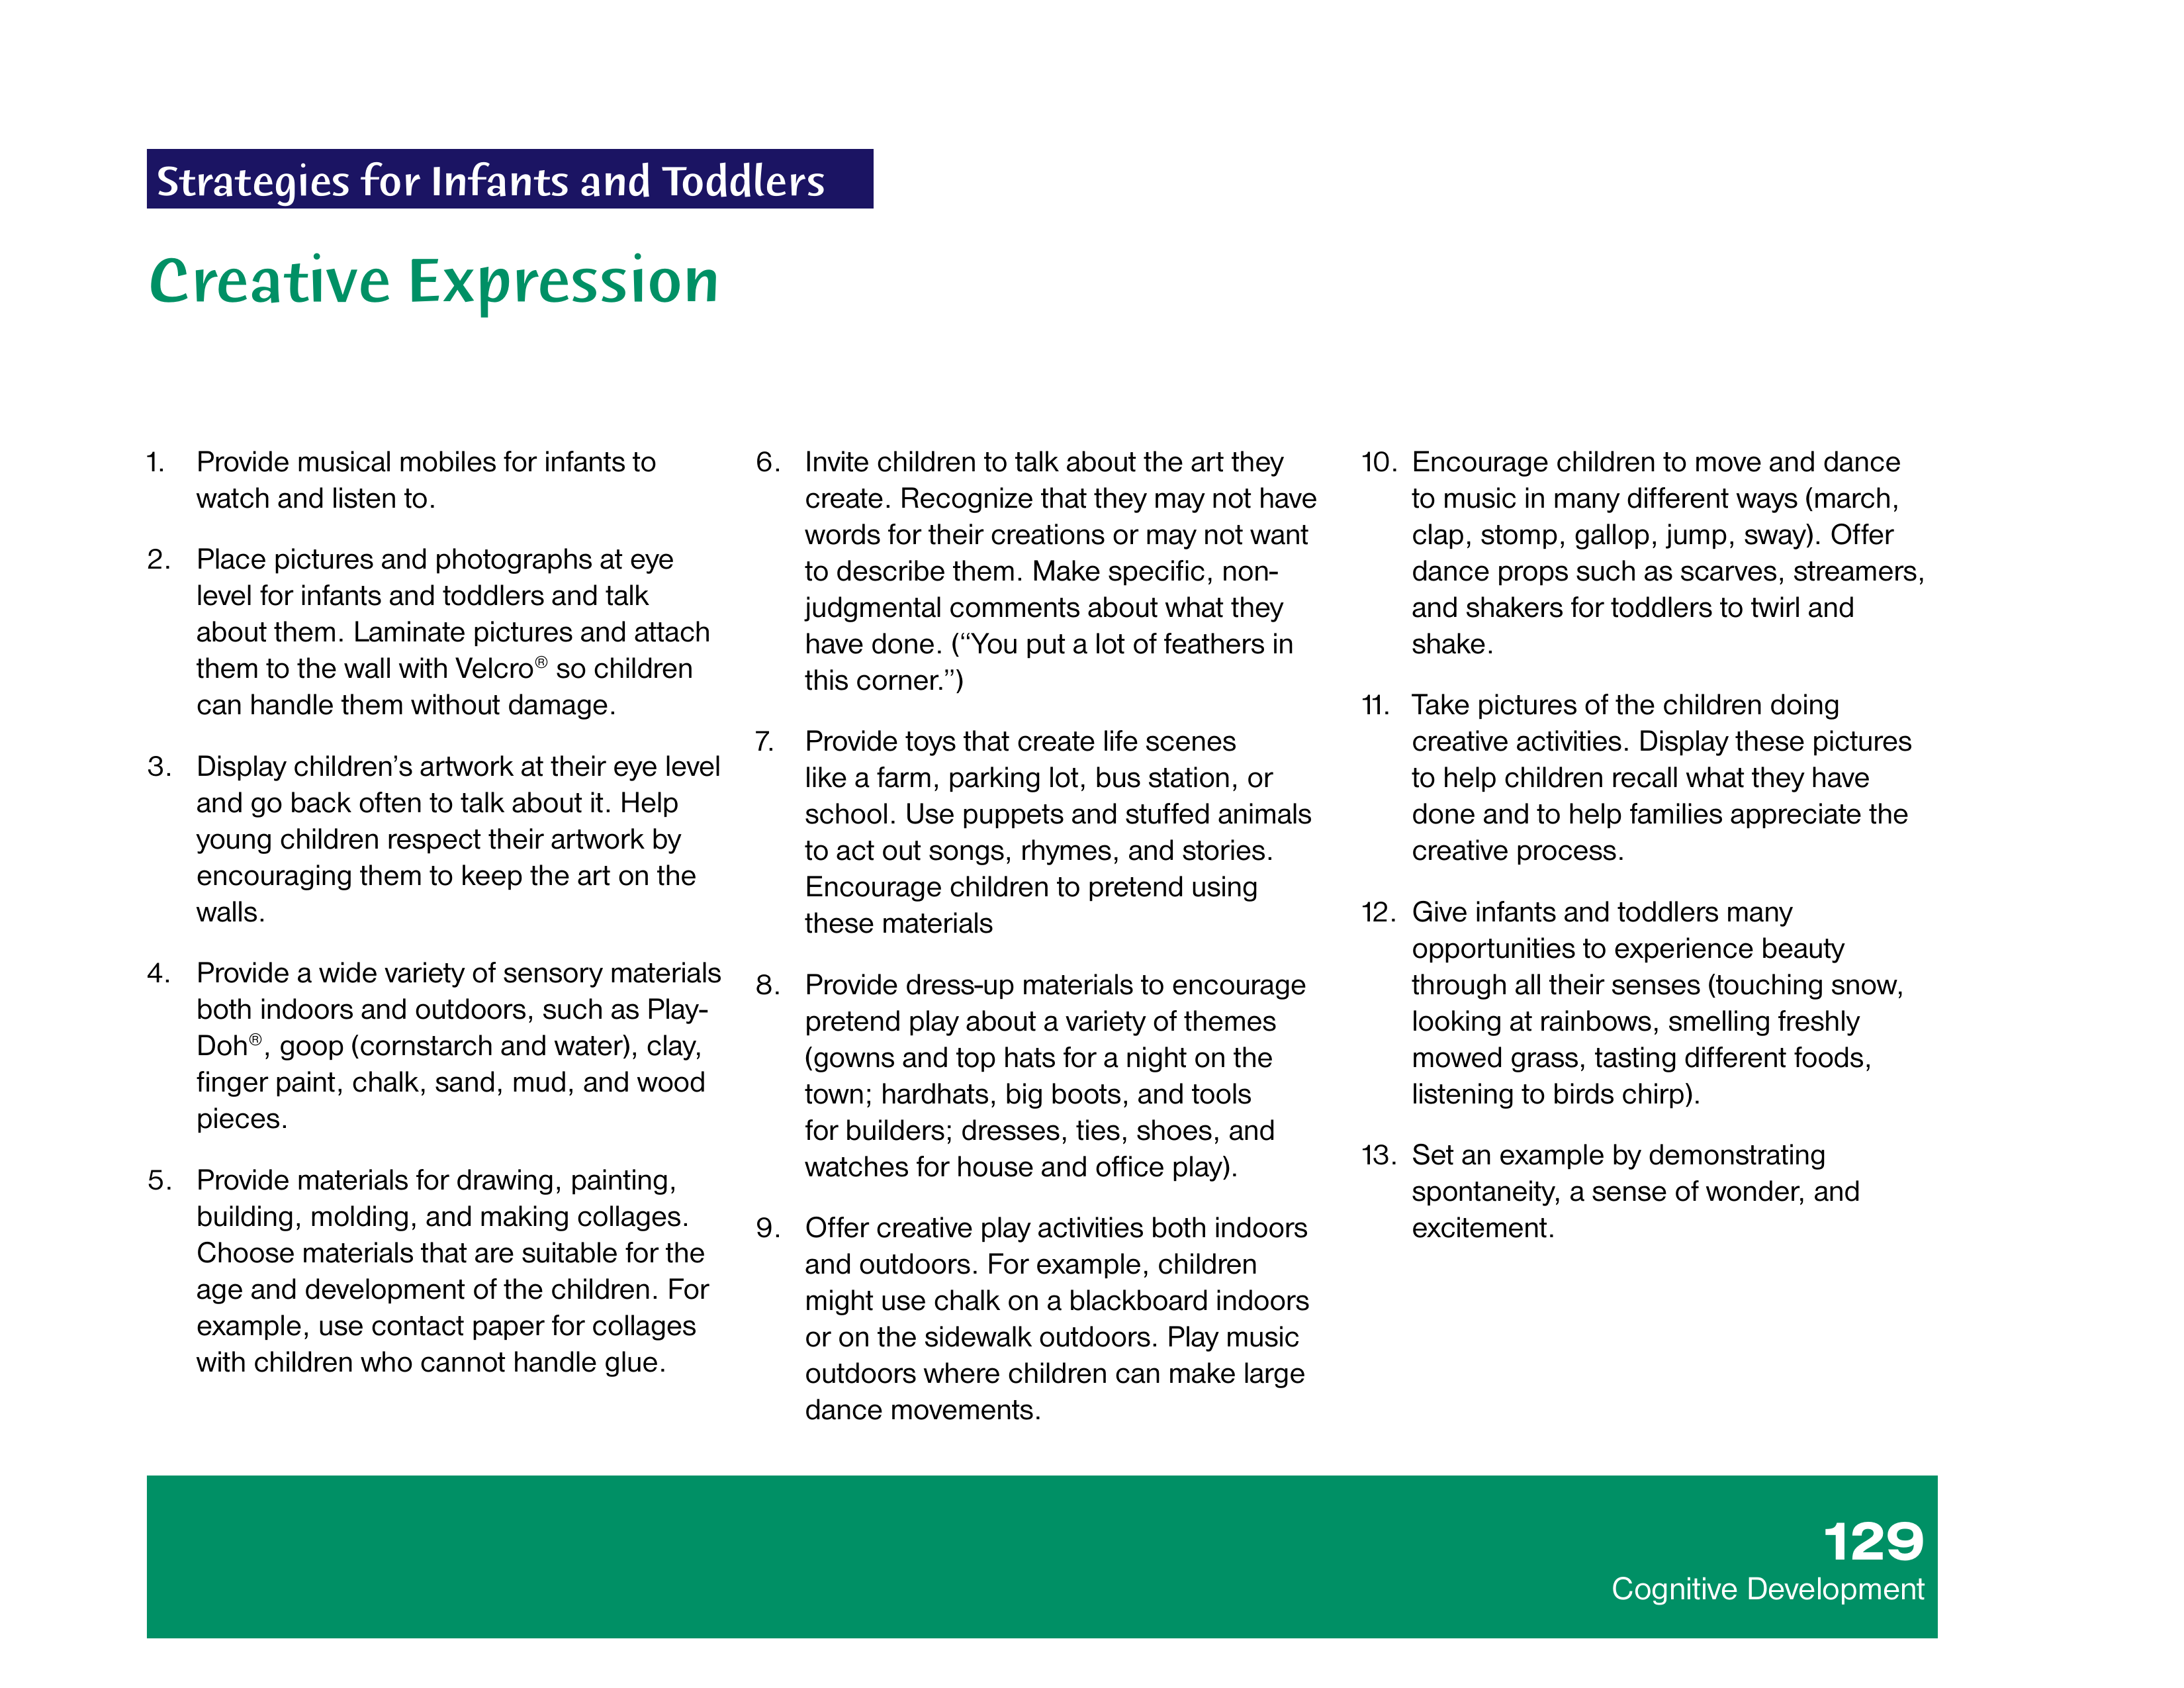 Strategies for Infants and Toddlers
Creative Expression
1. Provide musical mobiles for infants to
watch and listen to.
2. Place pictures and photographs at eye
level for infants and toddlers and talk
about them. Laminate pictures and attach
them to the wall with Velcro® so children
can handle them without damage.
3. Display children’s artwork at their eye level
and go back often to talk about it. Help
young children respect their artwork by
encouraging them to keep the art on the
walls.
4. Provide a wide variety of sensory materials
both indoors and outdoors, such as Play-
Doh®, goop (cornstarch and water), clay,
finger paint, chalk, sand, mud, and wood
pieces.
5. Provide materials for drawing, painting,
building, molding, and making collages.
Choose materials that are suitable for the
age and development of the children. For
example, use contact paper for collages
with children who cannot handle glue.
6. Invite children to talk about the art they
create. Recognize that they may not have
words for their creations or may not want
to describe them. Make specific, non-
judgmental comments about what they
have done. (“You put a lot of feathers in
this corner.”)
7. Provide toys that create life scenes
like a farm, parking lot, bus station, or
school. Use puppets and stuffed animals
to act out songs, rhymes, and stories.
Encourage children to pretend using
these materials
8. Provide dress-up materials to encourage
pretend play about a variety of themes
(gowns and top hats for a night on the
town; hardhats, big boots, and tools
for builders; dresses, ties, shoes, and
watches for house and office play).
9. Offer creative play activities both indoors
and outdoors. For example, children
might use chalk on a blackboard indoors
or on the sidewalk outdoors. Play music
outdoors where children can make large
dance movements.
10. Encourage children to move and dance
to music in many different ways (march,
clap, stomp, gallop, jump, sway). Offer
dance props such as scarves, streamers,
and shakers for toddlers to twirl and
shake.
11. Take pictures of the children doing
creative activities. Display these pictures
to help children recall what they have
done and to help families appreciate the
creative process.
12. Give infants and toddlers many
opportunities to experience beauty
through all their senses (touching snow,
looking at rainbows, smelling freshly
mowed grass, tasting different foods,
listening to birds chirp).
13. Set an example by demonstrating
spontaneity, a sense of wonder, and
excitement.
129
Cognitive Development